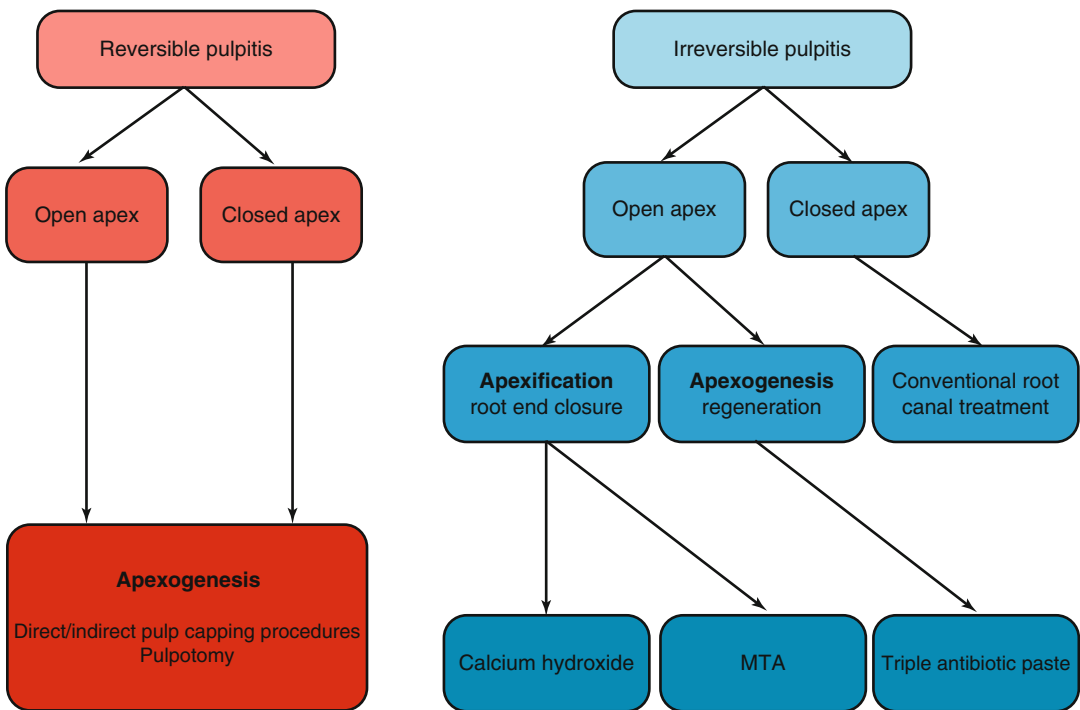 Reversible pulpitis
Open apex
Closed apex
Apexogenesis
Direct/indirect pulp capping procedures
Pulpotomy
Irreversible pulpitis
Open apex
Closed apex
Apexification
root end closure
Apexogenesis
regeneration
Conventional root
canal treatment
Calcium hydroxide
MTA
Triple antibiotic paste